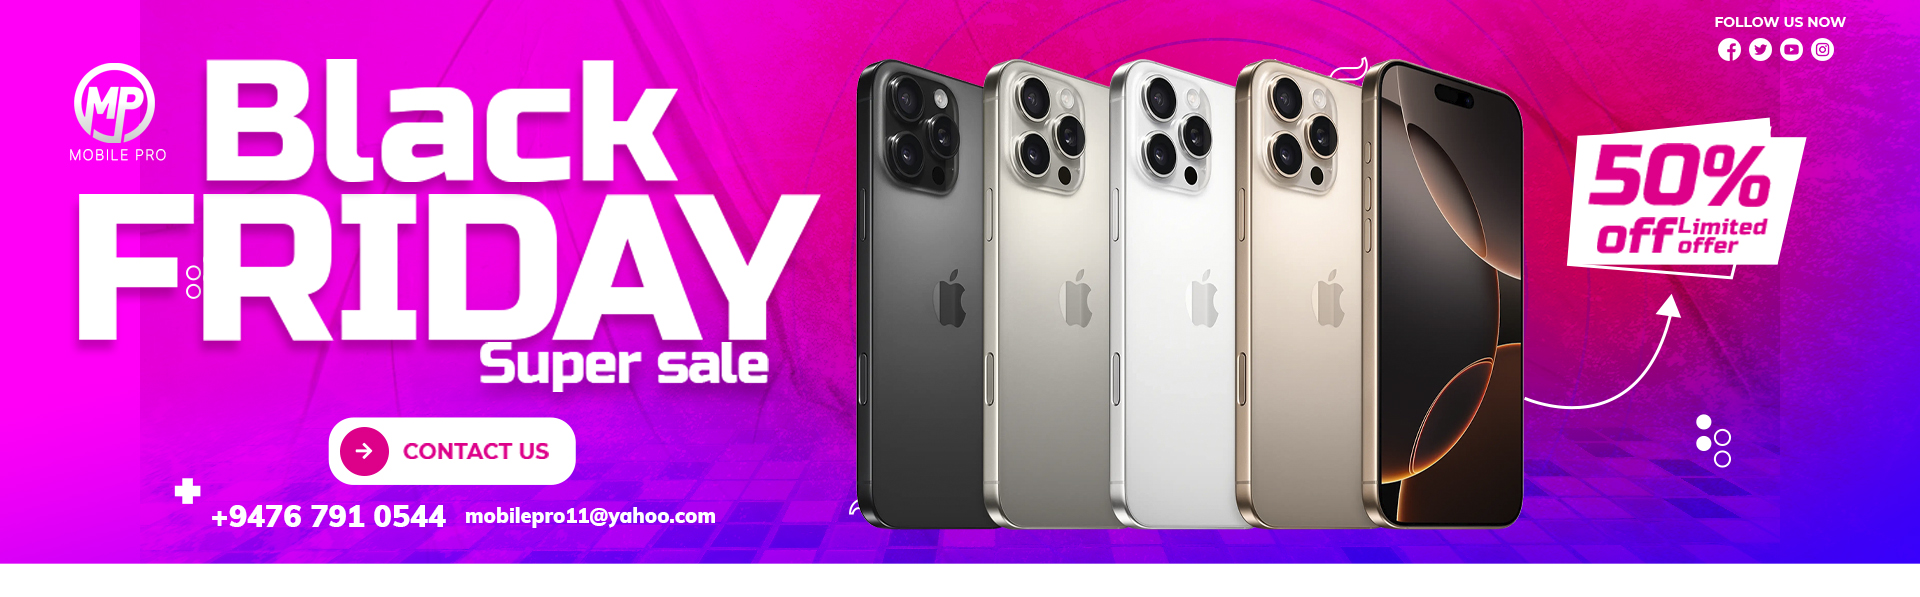 FOLLOW US NOW
MP
MOBILE PRO
Black
FRIDAY
Super sale
50%
off Limited
offer
CONTACT US
+9476 791 0544 mobilepro11@yahoo.com